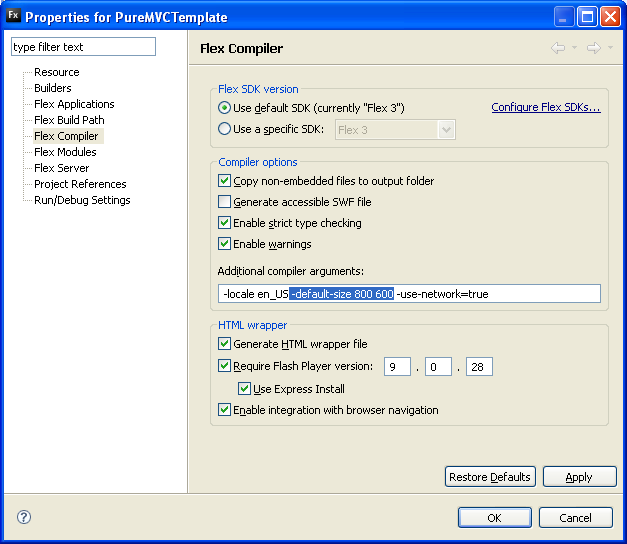 Fx Properties for PureMVCTemplate
type filter text
Flex Compiler
Resource
Builders
Flex Applications
Flex Build Path
Flex Compiler
Flex Modules
Flex Server
Project References
Run/Debug Settings
Flex SDK version
Use default SDK (currently "Flex 3")
Configure Flex SDKs...
Use a specific SDK:
Flex 3
Compiler options
Copy non-embedded files to output folder
Generate accessible SWF file
Enable strict type checking
Enable warnings
Additional compiler arguments:
-locale en_US -default-size 800 600 -use-network=true
HTML wrapper
Generate HTML wrapper file
Require Flash Player version: 9 . 0 . 28
Use Express Install
Enable integration with browser navigation
Restore Defaults
Apply
?
OK
Cancel